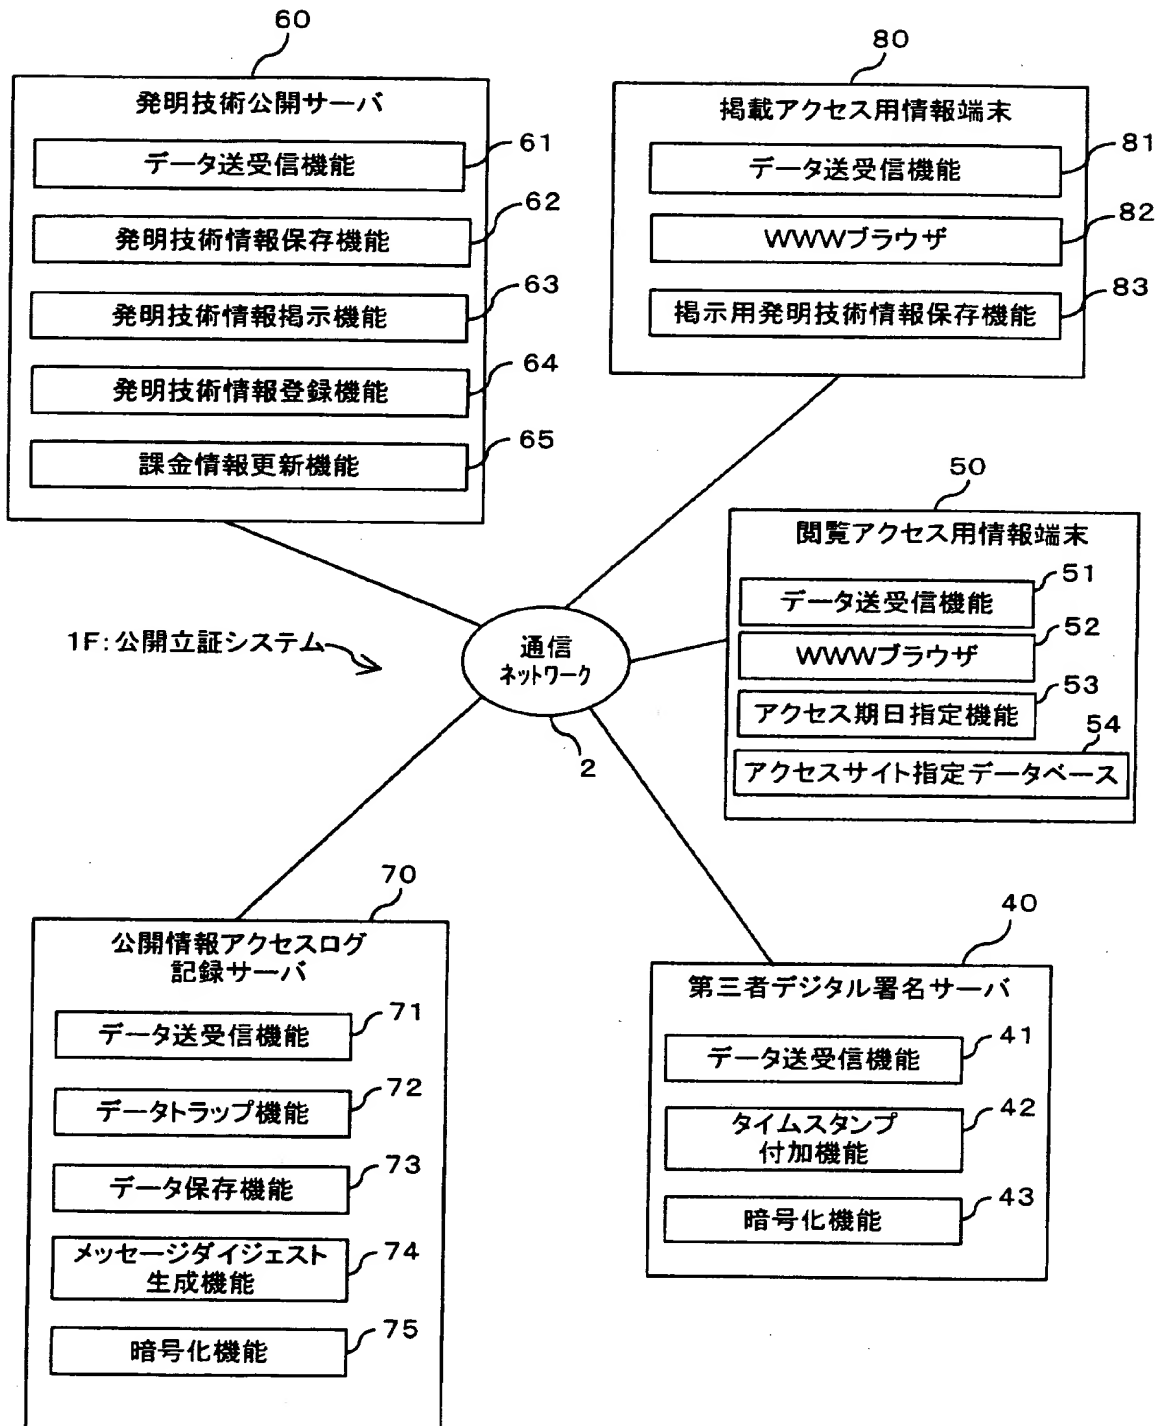 60
発明技術公開サーバ
データ送受信機能
61
発明技術情報保存機能
62
発明技術情報掲示機能
63
発明技術情報登録機能
64
課金情報更新機能
65
80
掲載アクセス用情報端末
データ送受信機能
81
WWWブラウザ
82
掲示用発明技術情報保存機能
83
50
閲覧アクセス用情報端末
データ送受信機能
51
WWWブラウザ
52
アクセス期日指定機能
53
アクセスサイト指定データベース
54
1F:公開立証システム
通信
ネットワーク
2
70
公開情報アクセスログ
記録サーバ
データ送受信機能
71
データトラップ機能
72
データ保存機能
73
メッセージダイジェスト
生成機能
74
暗号化機能
75
40
第三者デジタル署名サーバ
データ送受信機能
41
タイムスタンプ
付加機能
42
暗号化機能
43